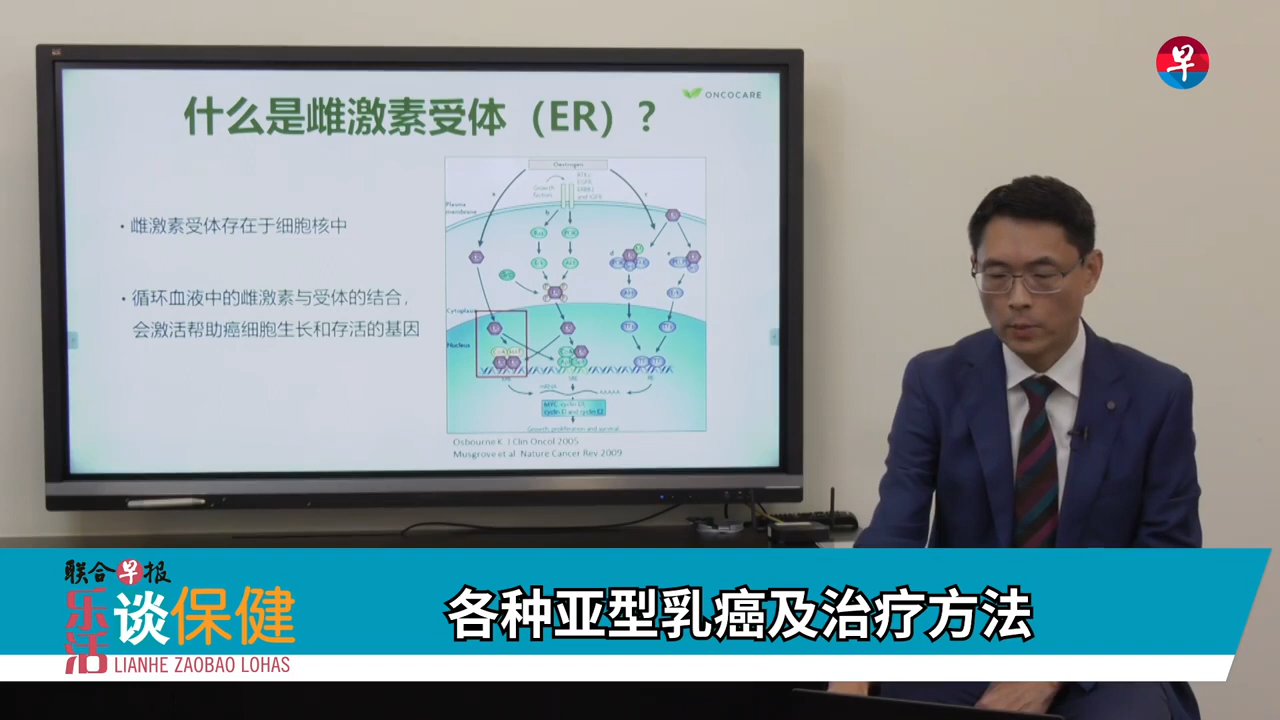 早
什么是雌激素受体（ER）？
ONCOCARE
• 雌激素受体存在于细胞核中
• 循环血液中的雌激素与受体的结合，
会激活帮助癌细胞生长和存活的基因
Oestrogen
Growth
factors
Plasma
membrane
Cytoplasm
Nucleus
mRNA
Growth, proliferation and survival
Osbourne K. J Clin Oncol 2005
Musgrove et al. Nature Cancer Rev 2009
联合早报
乐活谈保健
LIANHE ZAOBAO LOHAS
各种亚型乳癌及治疗方法